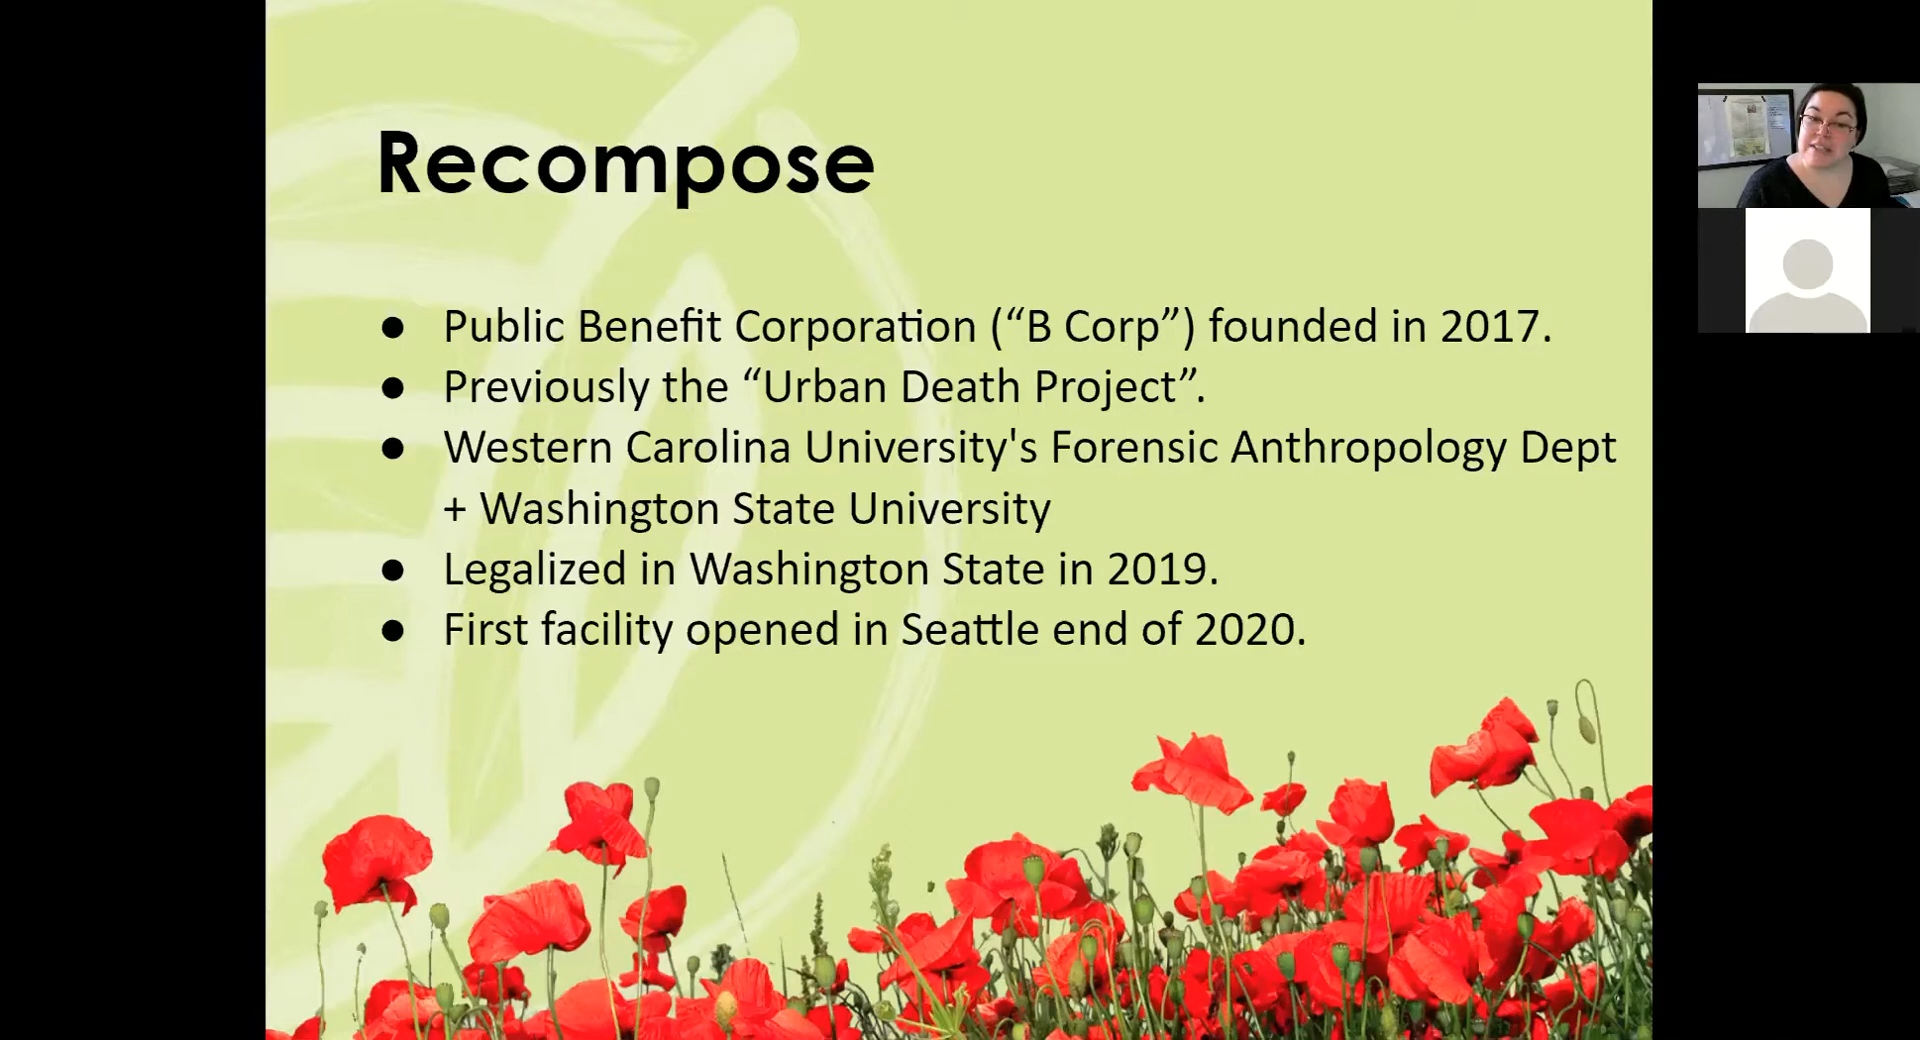 Recompose
● Public Benefit Corporation (“B Corp”) founded in 2017.
● Previously the “Urban Death Project”.
● Western Carolina University's Forensic Anthropology Dept
+ Washington State University
● Legalized in Washington State in 2019.
● First facility opened in Seattle end of 2020.